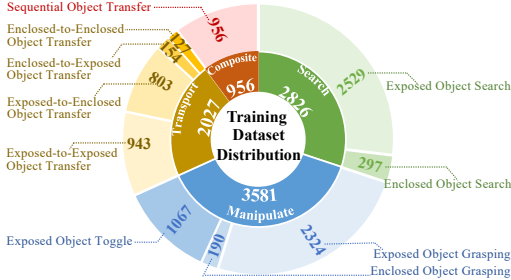 Sequential Object Transfer
956
Enclosed-to-Enclosed
Object Transfer
127
Enclosed-to-Exposed
Object Transfer
154
Exposed-to-Enclosed
Object Transfer
803
Exposed-to-Exposed
Object Transfer
943
Composite
956
Search
2826
Transport
2027
Training
Dataset
Distribution
3581
Manipulate
2529
Exposed Object Search
297
Enclosed Object Search
Exposed Object Toggle
1067
190
2324
Exposed Object Grasping
Enclosed Object Grasping